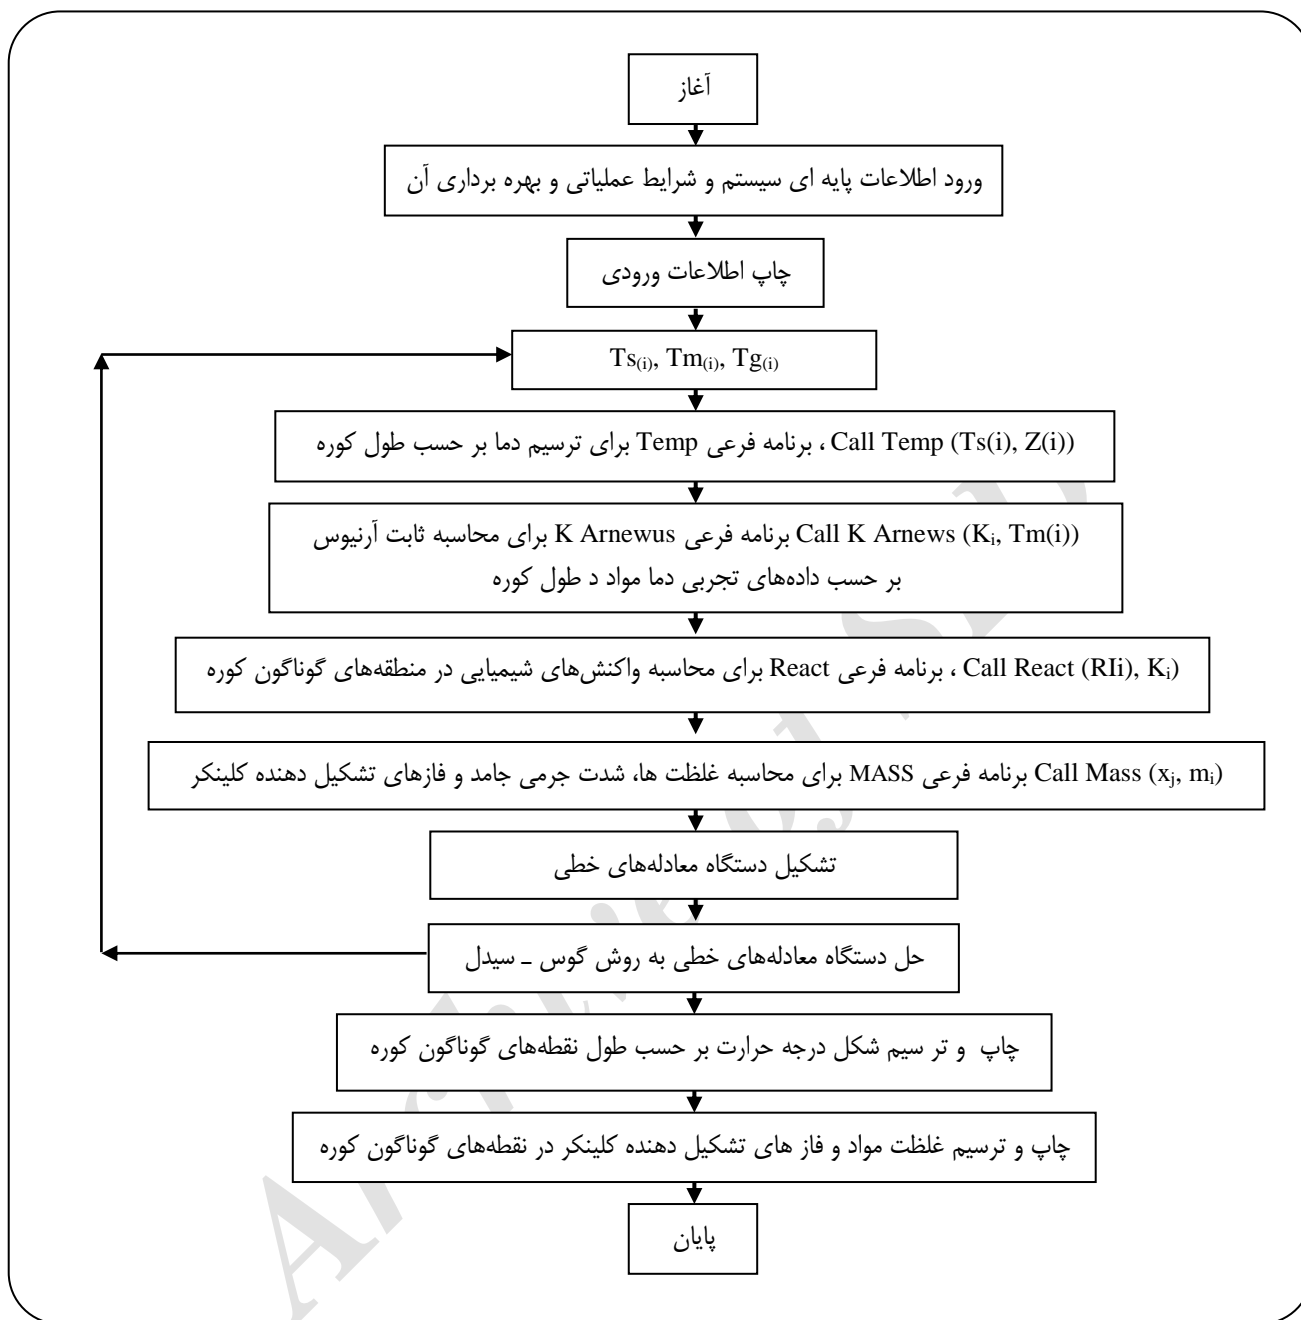 آغاز
ورود اطلاعات پایه ای سیستم و شرایط عملیاتی و بهره برداری آن
چاپ اطلاعات ورودی
Ts(i), Tm(i), Tg(i)
Call Temp (Ts(i), Z(i)) ، برنامه فرعی Temp برای ترسیم دما بر حسب طول کوره
Call K Arnews (Ki, Tm(i)) برنامه فرعی K Arnewus برای محاسبه ثابت آرنیوس
بر حسب داده‌های تجربی دما مواد د طول کوره
Call React (RIi), Ki) ، برنامه فرعی React برای محاسبه واکنش‌های شیمیایی در منطقه‌های گوناگون کوره
Call Mass (xj, mi) برنامه فرعی MASS برای محاسبه غلظت ها، شدت جرمی جامد و فازهای تشکیل دهنده کلینکر
تشکیل دستگاه معادله‌های خطی
حل دستگاه معادله‌های خطی به روش گوس ـ سیدل
چاپ و تر سیم شکل درجه حرارت بر حسب طول نقطه‌های گوناگون کوره
چاپ و ترسیم غلظت مواد و فاز های تشکیل دهنده کلینکر در نقطه‌های گوناگون کوره
پایان